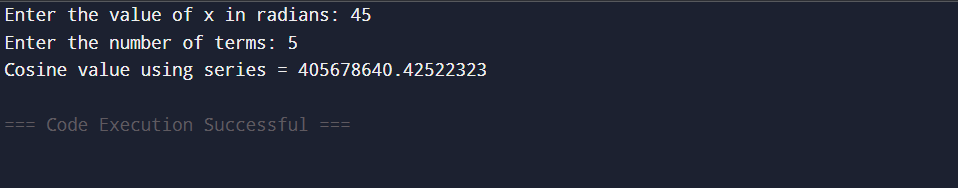 Enter the value of x in radians: 45
Enter the number of terms: 5
Cosine value using series = 405678640.42522323
=== Code Execution Successful ===